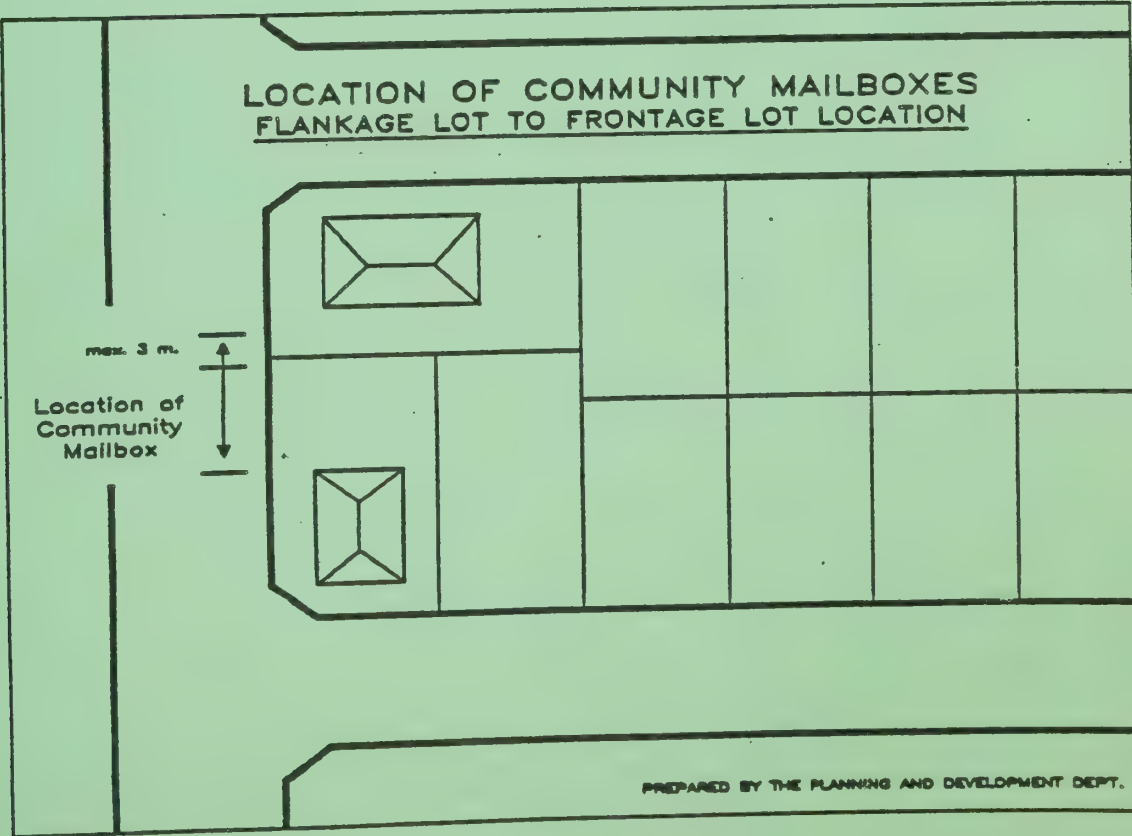 LOCATION OF COMMUNITY MAILBOXES
FLANKAGE LOT TO FRONTAGE LOT LOCATION
max. 3 m.
Location of
Community
Mailbox
PREPARED BY THE PLANNING AND DEVELOPMENT DEPT.